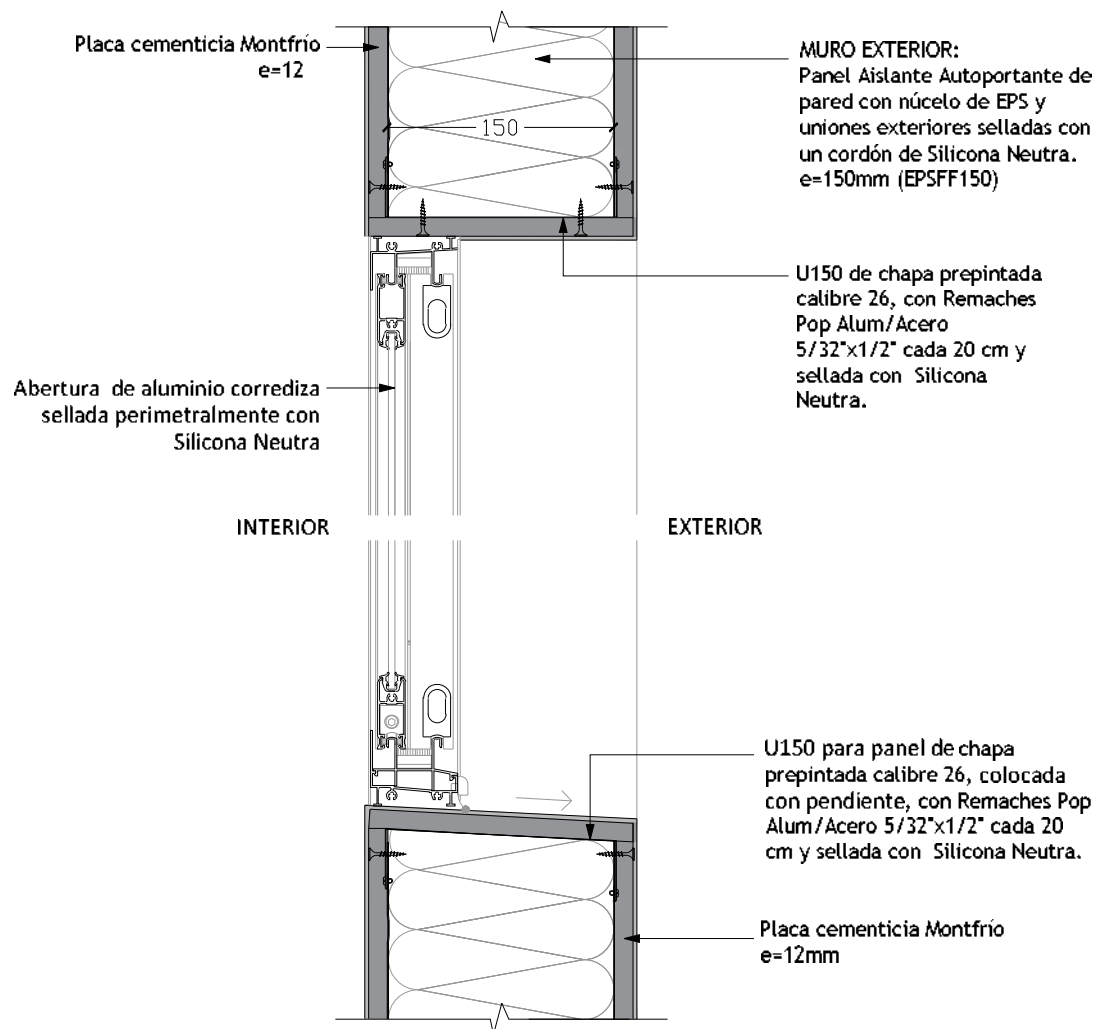 Placa cementicia Montfrío
e=12
MURO EXTERIOR:
Panel Aislante Autoportante de
pared con núcelo de EPS y
uniones exteriores selladas con
un cordón de Silicona Neutra.
e=150mm (EPSFF150)
150
U150 de chapa prepintada
calibre 26, con Remaches
Pop Alum/Acero
5/32"x1/2" cada 20 cm y
sellada con Silicona
Neutra.
Abertura de aluminio corrediza
sellada perimetralmente con
Silicona Neutra
INTERIOR
EXTERIOR
U150 para panel de chapa
prepintada calibre 26, colocada
con pendiente, con Remaches Pop
Alum/Acero 5/32"x1/2" cada 20
cm y sellada con Silicona Neutra.
Placa cementicia Montfrío
e=12mm